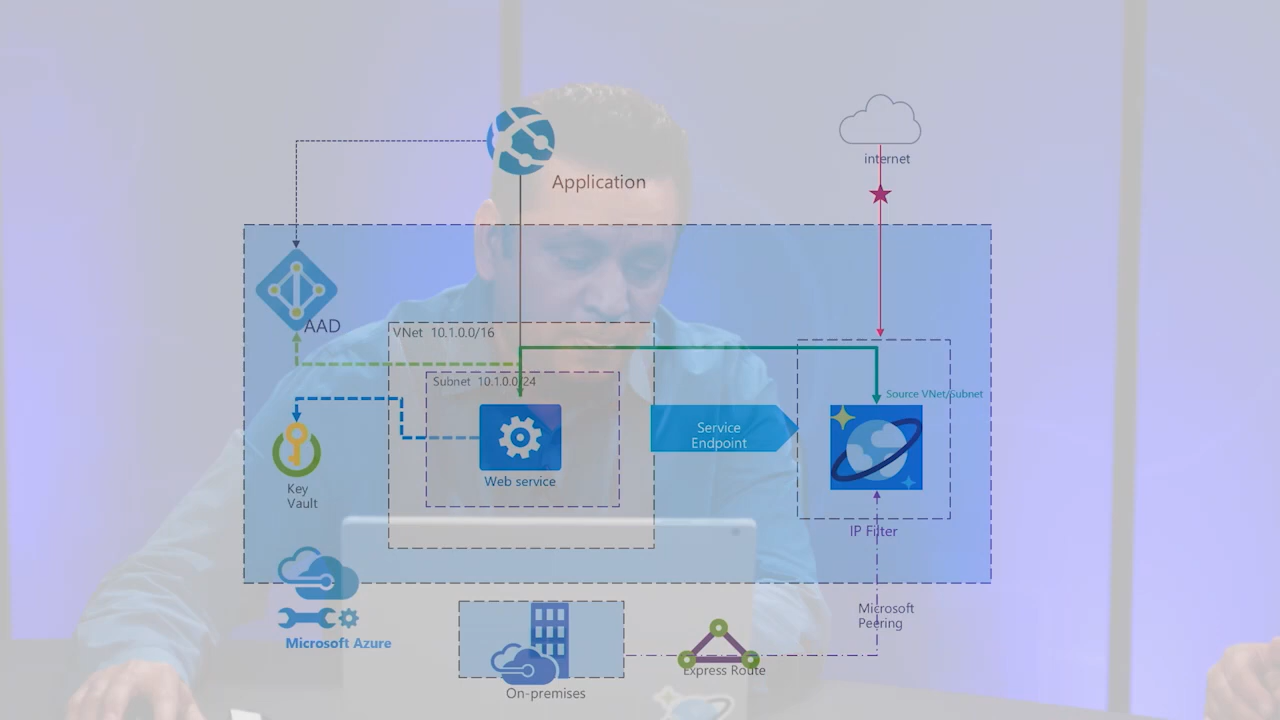 internet
Application
AAD
VNet 10.1.0.0/16
Subnet 10.1.0.0/24
Source VNet/Subnet
Service
Endpoint
Web service
Key
Vault
IP Filter
Microsoft
Peering
Microsoft Azure
Express Route
On-premises